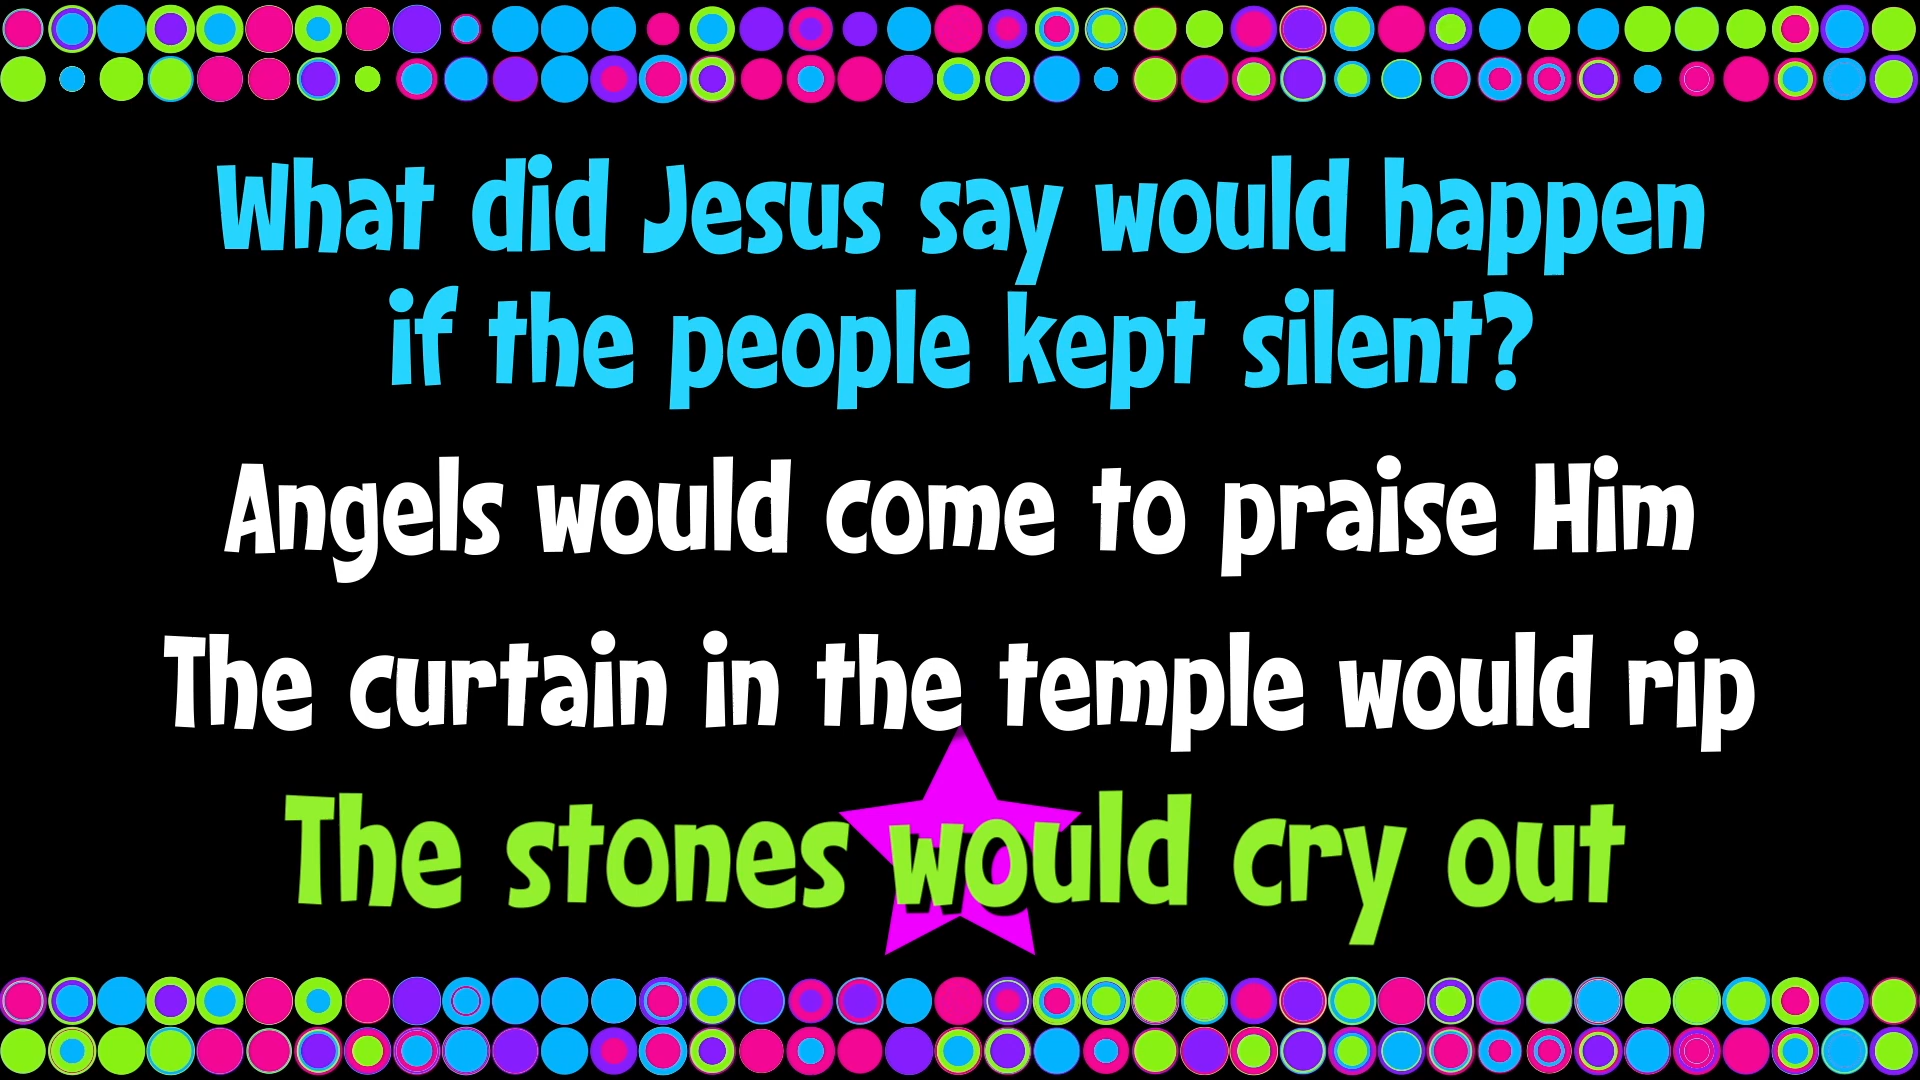 What did Jesus say would happen
if the people kept silent?
Angels would come to praise Him
The curtain in the temple would rip
The stones would cry out